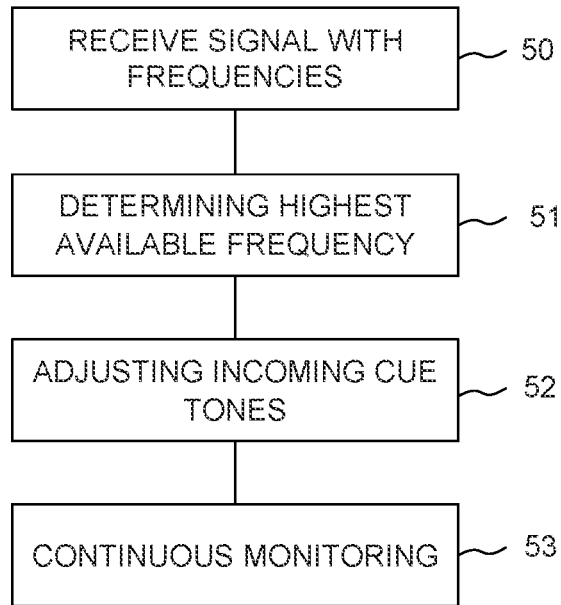 RECEIVE SIGNAL WITH
FREQUENCIES
50
DETERMINING HIGHEST
AVAILABLE FREQUENCY
51
ADJUSTING INCOMING CUE
TONES
52
CONTINUOUS MONITORING
53